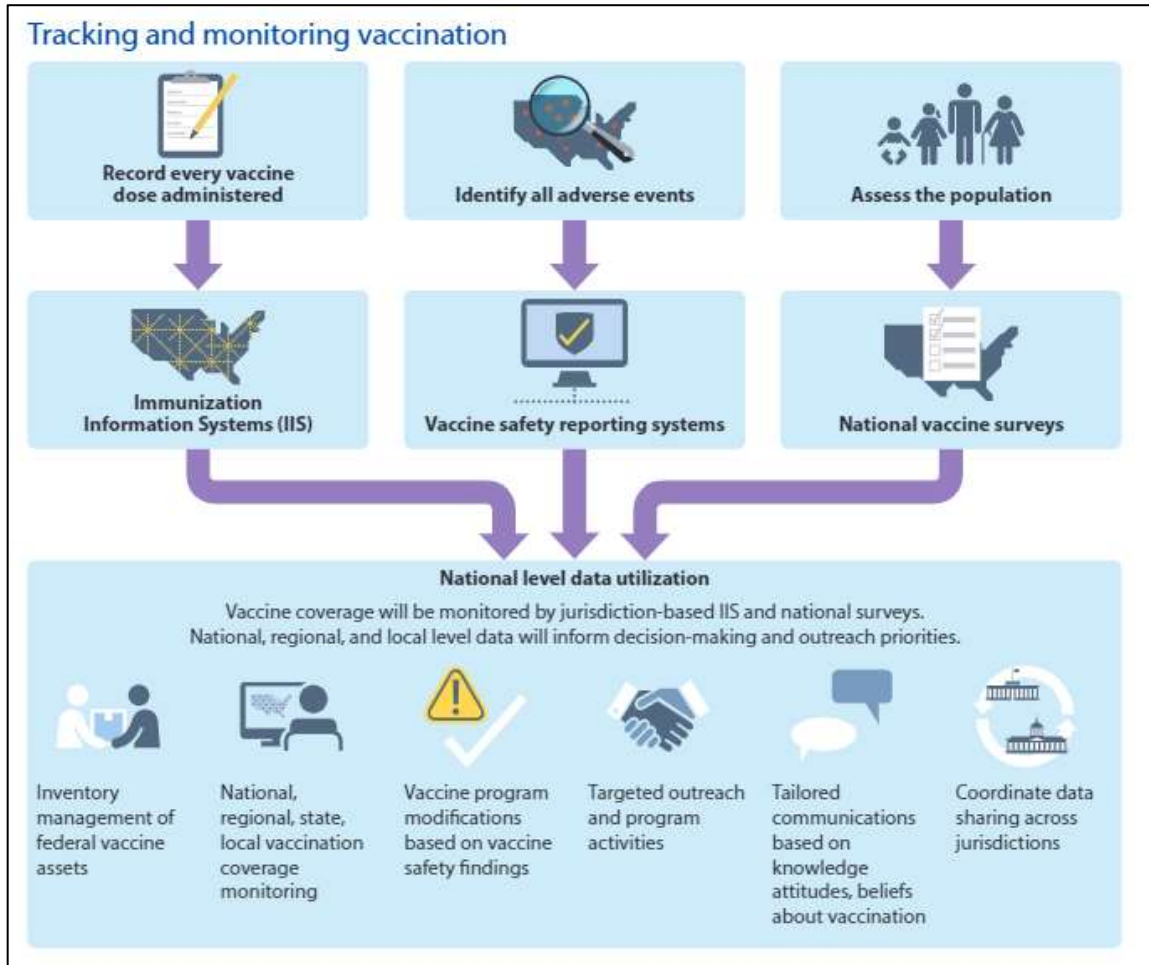 Tracking and monitoring vaccination
Record every vaccine
dose administered
Identify all adverse events
Assess the population
Immunization
Information Systems (IIS)
Vaccine safety reporting systems
National vaccine surveys
National level data utilization
Vaccine coverage will be monitored by jurisdiction-based IIS and national surveys.
National, regional, and local level data will inform decision-making and outreach priorities.
Inventory
management of
federal vaccine
assets
National,
regional, state,
local vaccination
coverage
monitoring
Vaccine program
modifications
based on vaccine
safety findings
Targeted outreach
and program
activities
Tailored
communications
based on
knowledge
attitudes, beliefs
about vaccination
Coordinate data
sharing across
jurisdictions